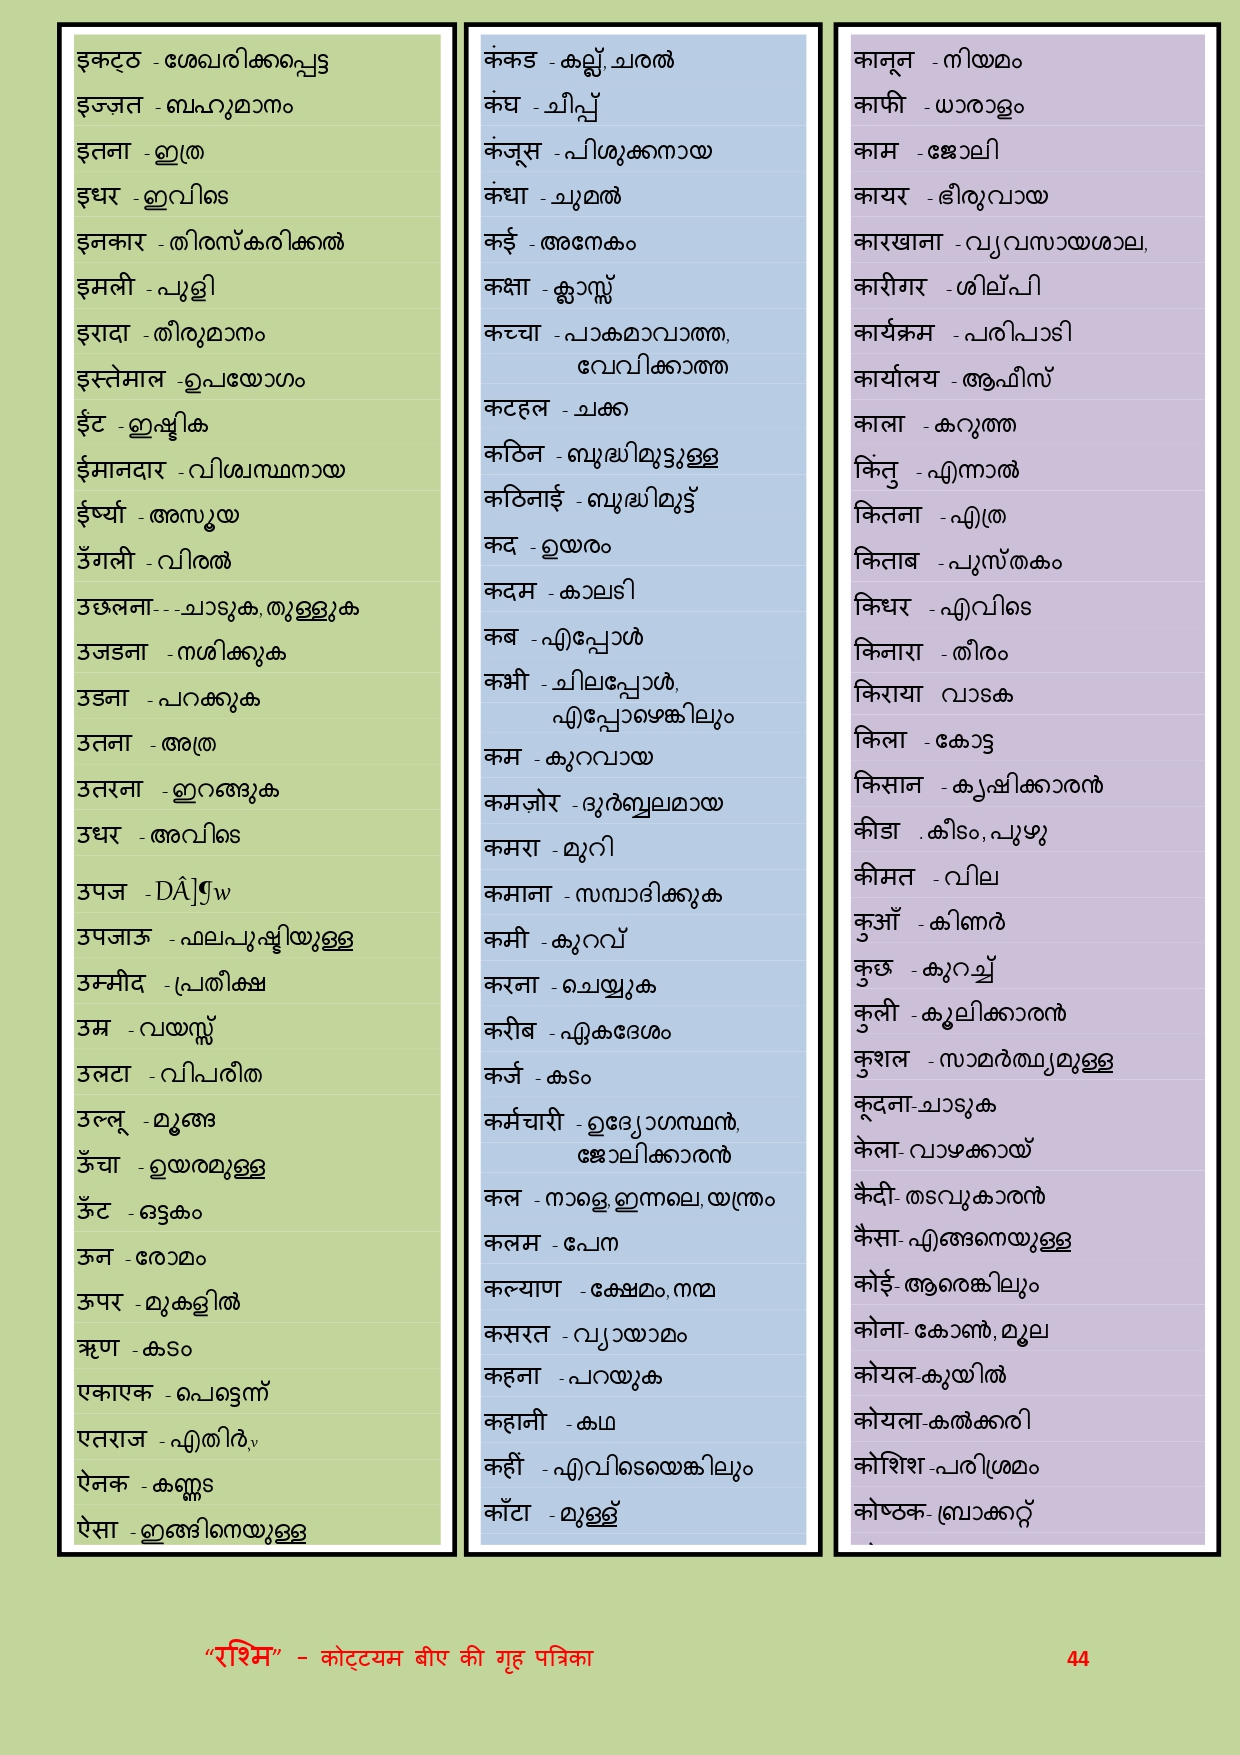 इकट्ठ - ശേഖരിക്കപ്പെട്ട
इज्ज़त - ബഹുമാനം
इतना - ഇത്ര
इधर - ഇവിടെ
इनकार - തിരസ്കരിക്കൽ
इमली - പുളി
इरादा - തീരുമാനം
इस्तेमाल -ഉപയോഗം
ईंट - ഇഷ്ടിക
ईमानदार - വിശ്വസ്ഥനായ
ईर्ष्या - അസൂയ
उँगली - വിരൽ
उछलना- - -ചാടുക,തുള്ളുക
उजडना - നശിക്കുക
उडना - പറക്കുക
उतना - അത്ര
उतरना - ഇറങ്ങുക
उधर - അവിടെ
उपज - DÂ]¶w
उपजाऊ - ഫലപുഷ്ടിയുള്ള
उम्मीद - പ്രതീക്ഷ
उम्र - വയസ്സ്
उलटा - വിപരീത
उल्लू - മൂങ്ങ
ऊँचा - ഉയരമുള്ള
ऊँट - ഒട്ടകം
ऊन - രോമം
ऊपर - മുകളിൽ
ऋण - കടം
एकाएक - പെട്ടെന്ന്
एतराज - എതിർ,v
ऐनक - കണ്ണട
ऐसा - ഇങ്ങിനെയുള്ള
कंकड - കല്ല്,ചരൽ
कंघ - ചീപ്പ്
कंजूस - പിശുക്കനായ
कंधा - ചുമൽ
कई - അനേകം
कक्षा - ക്ലാസ്സ്
कच्चा - പാകമാവാത്ത,
വേവിക്കാത്ത
कटहल - ചക്ക
कठिन - ബുദ്ധിമുട്ടുള്ള
कठिनाई - ബുദ്ധിമുട്ട്
कद - ഉയരം
कदम - കാലടി
कब - എപ്പോൾ
कभी - ചിലപ്പോൾ,
എപ്പോഴെങ്കിലും
कम - കുറവായ
कमज़ोर - ദുർബ്ബലമായ
कमरा - മുറി
कमाना - സമ്പാദിക്കുക
कमी - കുറവ്
करना - ചെയ്യുക
करीब - ഏകദേശം
कर्ज - കടം
कर्मचारी - ഉദ്യോഗസ്ഥൻ,
ജോലിക്കാരൻ
कल - നാളെ,ഇന്നലെ,യന്ത്രം
कलम - പേന
कल्याण - ക്ഷേമം,നന്മ
कसरत - വ്യായാമം
कहना - പറയുക
कहानी - കഥ
कहीं - എവിടെയെങ്കിലും
काँटा - മുള്ള്
कानून - നിയമം
काफी - ധാരാളം
काम - ജോലി
कायर - ഭീരുവായ
कारखाना - വ്യവസായശാല,
कारीगर - ശില്പി
कार्यक्रम - പരിപാടി
कार्यालय - ആഫീസ്
काला - കറുത്ത
किंतु - എന്നാൽ
कितना - എത്ര
किताब - പുസ്തകം
किधर - എവിടെ
किनारा - തീരം
किराया വാടക
किला - കോട്ട
किसान - കൃഷിക്കാരൻ
कीडा . കീടം, പുഴു
कीमत - വില
कुआँ - കിണർ
कुछ - കുറച്ച്
कुली - കൂലിക്കാരൻ
कुशल - സാമർത്ഥ്യമുള്ള
कूदना-ചാടുക
केला- വാഴക്കായ്
कैदी- തടവുകാരൻ
कैसा- എങ്ങനെയുള്ള
कोई- ആരെങ്കിലും
कोना- കോൺ, മൂല
कोयल-കുയിൽ
कोयला-കൽക്കരി
कोशिश -പരിശ്രമം
कोष्ठक- ബ്രാക്കറ്റ്
“रश्मि” – कोट्टयम बीए की गृह पत्रिका 44